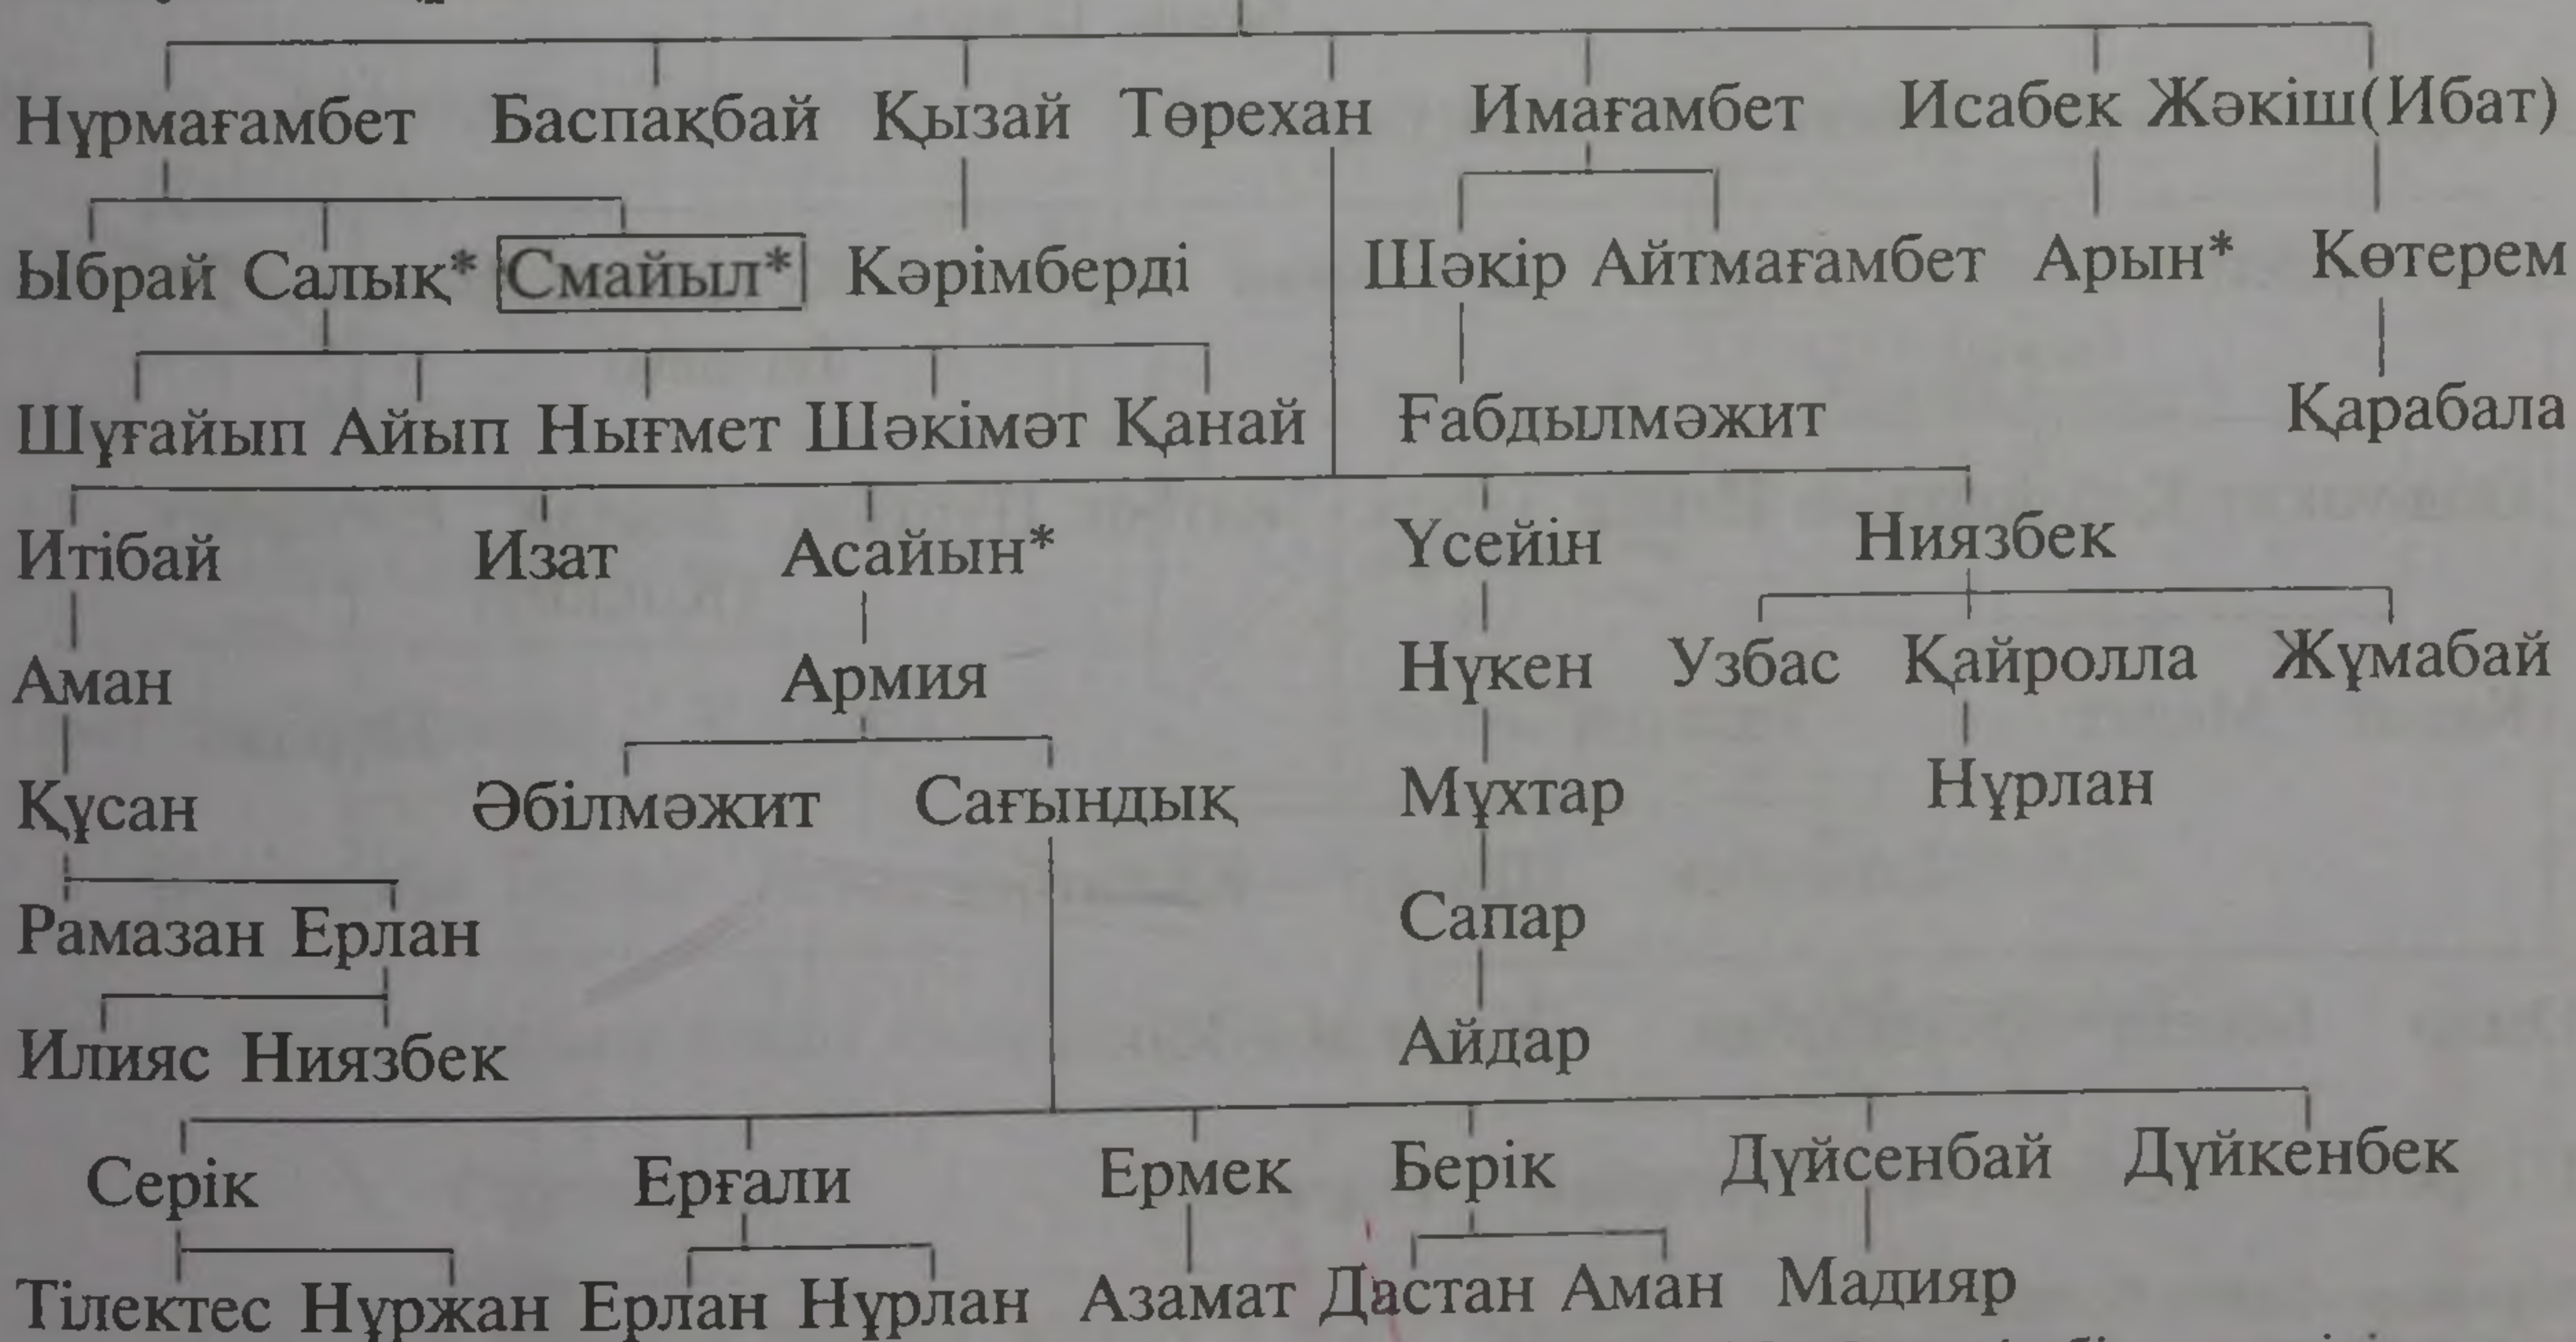 Нұрмағамбет Баспақбай Қызай Төрехан Имағамбет Исабек Жәкіш(Ибат)
Ыбрай Салық* Смайыл* Кәрімберді Шәкір Айтмағамбет Арын* Көтерем
Шұғайып Айып Нығмет Шәкімәт Қанай Ғабдылмәжит Қарабала
Итібай Изат Асайын* Үсейін Ниязбек
Аман Армия Нүкен Узбас Қайролла Жұмабай
Құсан Әбілмәжит Сағындық Мұхтар Нұрлан
Рамазан Ерлан Сапар
Илияс Ниязбек Айдар
Серік Ерғали Ермек Берік Дүйсенбай Дүйкенбек
Тілектес Нұржан Ерлан Нұрлан Азамат Дастан Аман Мадияр